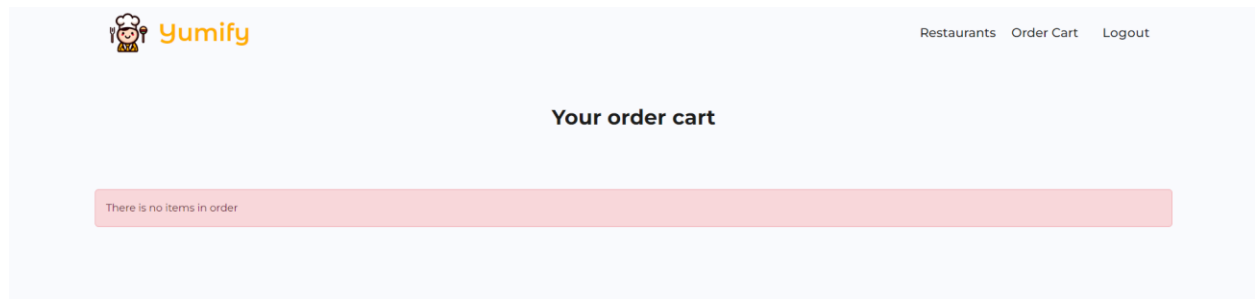 Yumify
Restaurants Order Cart Logout
Your order cart
There is no items in order